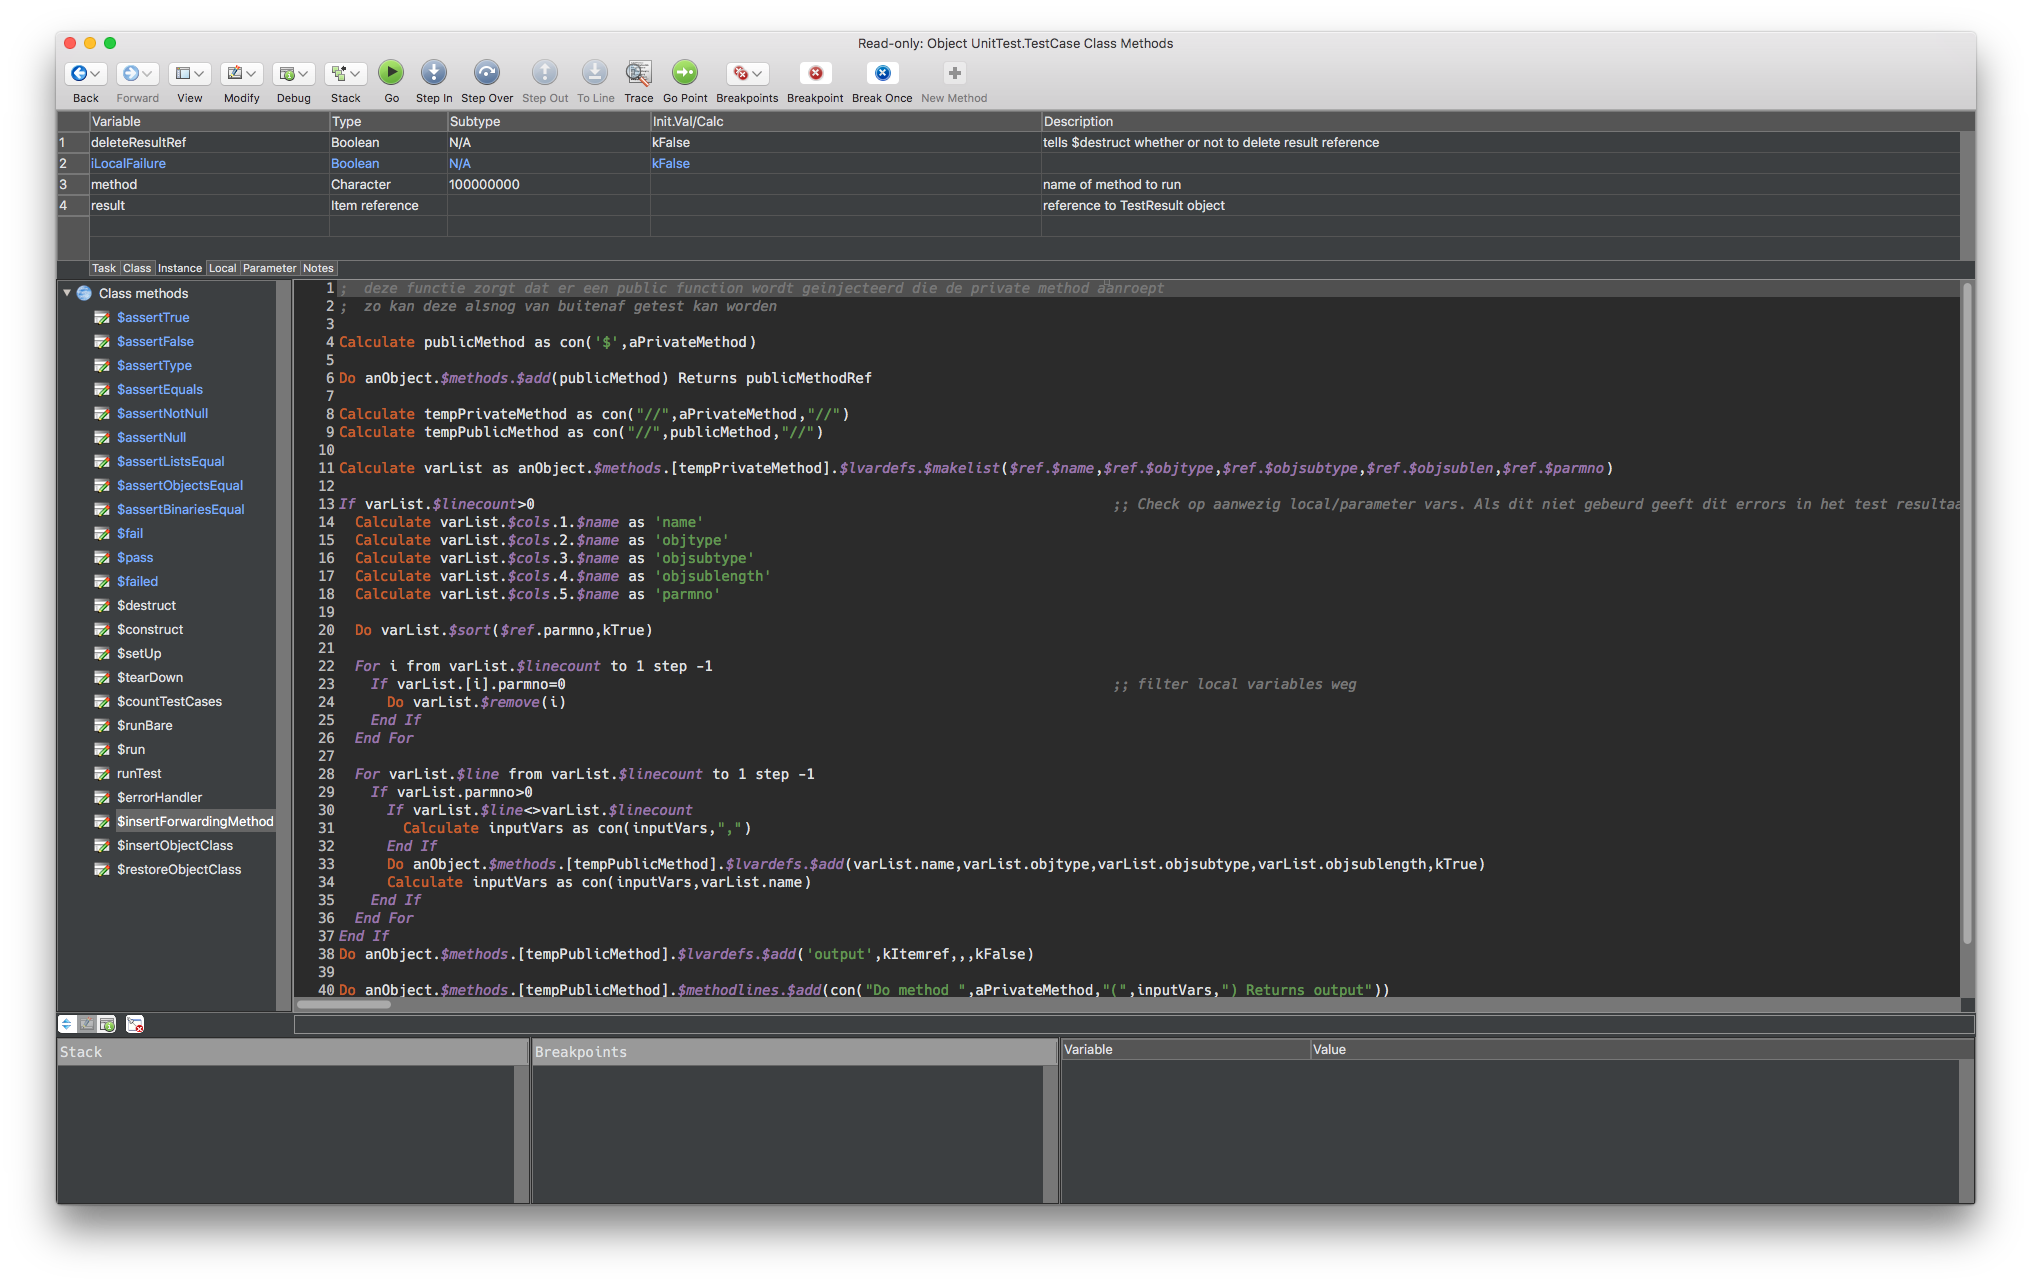 Read-only: Object UnitTest.TestCase Class Methods
Back Forward View Modify Debug Stack Go Step In Step Over Step Out To Line Trace Go Point Breakpoints Breakpoint Break Once New Method
Variable Type Subtype Init.Val/Calc Description
1 deleteResultRef Boolean N/A kFalse tells $destruct whether or not to delete result reference
2 iLocalFailure Boolean N/A kFalse
3 method Character 100000000 name of method to run
4 result Item reference reference to TestResult object
Task Class Instance Local Parameter Notes
Class methods
$assertTrue
$assertFalse
$assertType
$assertEquals
$assertNotNull
$assertNull
$assertListsEqual
$assertObjectsEqual
$assertBinariesEqual
$fail
$pass
$failed
$destruct
$construct
$setUp
$tearDown
$countTestCases
$runBare
$run
runTest
$errorHandler
$insertForwardingMethod
$insertObjectClass
$restoreObjectClass
1 ;  deze functie zorgt dat er een public function wordt geinjecteerd die de private method aanroept
2 ;  zo kan deze alsnog van buitenaf getest kan worden
3
4 Calculate publicMethod as con('$',aPrivateMethod)
5
6 Do anObject.$methods.$add(publicMethod) Returns publicMethodRef
7
8 Calculate tempPrivateMethod as con("//",aPrivateMethod,"//")
9 Calculate tempPublicMethod as con("//",publicMethod,"//")
10
11 Calculate varList as anObject.$methods.[tempPrivateMethod].$lvardefs.$makelist($ref.$name,$ref.$objtype,$ref.$objsubtype,$ref.$objsublen,$ref.$parmno)
12
13 If varList.$linecount>0 ;; Check op aanwezig local/parameter vars. Als dit niet gebeurd geeft dit errors in het test resultaa
14 Calculate varList.$cols.1.$name as 'name'
15 Calculate varList.$cols.2.$name as 'objtype'
16 Calculate varList.$cols.3.$name as 'objsubtype'
17 Calculate varList.$cols.4.$name as 'objsublength'
18 Calculate varList.$cols.5.$name as 'parmno'
19
20 Do varList.$sort($ref.parmno,kTrue)
21
22 For i from varList.$linecount to 1 step -1
23 If varList.[i].parmno=0 ;; filter local variables weg
24 Do varList.$remove(i)
25 End If
26 End For
27
28 For varList.$line from varList.$linecount to 1 step -1
29 If varList.parmno>0
30 If varList.$line<>varList.$linecount
31 Calculate inputVars as con(inputVars,",")
32 End If
33 Do anObject.$methods.[tempPublicMethod].$lvardefs.$add(varList.name,varList.objtype,varList.objsubtype,varList.objsublength,kTrue)
34 Calculate inputVars as con(inputVars,varList.name)
35 End If
36 End For
37 End If
38 Do anObject.$methods.[tempPublicMethod].$lvardefs.$add('output',kItemref,,,kFalse)
39
40 Do anObject.$methods.[tempPublicMethod].$methodlines.$add(con("Do method ",aPrivateMethod,"(",inputVars,") Returns output"))
Stack Breakpoints Variable Value